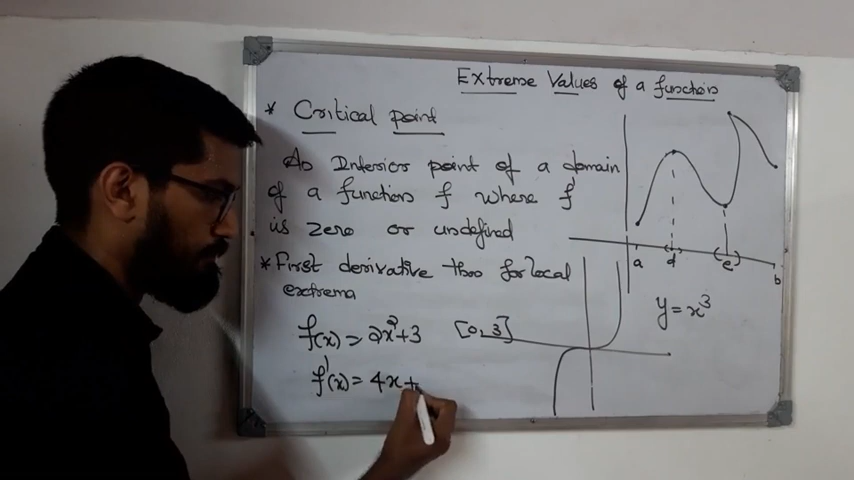 Extreme Values of a function
* Critical point
An Interior point of a domain
of a function f where f'
is zero or undefined
* First derivative thm for local
extrema
f(x) = 2x²+3 [0, 3]
f'(x) = 4x+
a d (e) b
y = x³